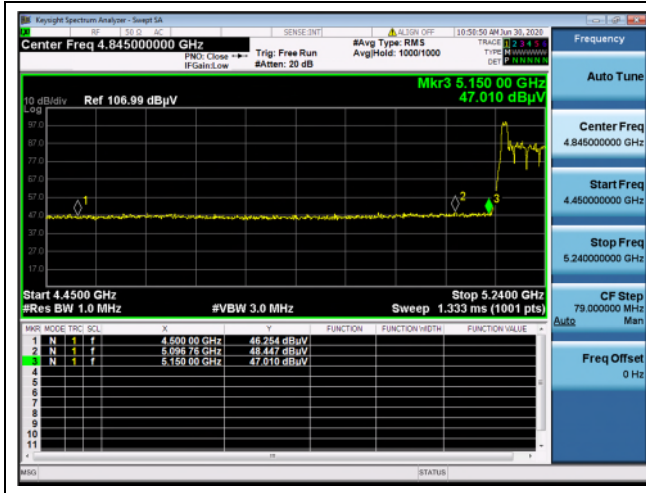 Keysight Spectrum Analyzer - Swept SA
RF 50 Ω AC SENSE:INT ALIGN OFF 10:50:50 AM Jun 30, 2020
Center Freq 4.845000000 GHz
PNO: Close Trig: Free Run
IFGain:Low #Atten: 20 dB
#Avg Type: RMS
Avg|Hold: 1000/1000
TRACE 1 2 3 4 5 6
TYPE M WWWWW
DET P N N N N N
Mkr3 5.150 00 GHz
47.010 dBµV
10 dB/div Ref 106.99 dBµV
Log
97.0
87.0
77.0
67.0
57.0
47.0
37.0
27.0
17.0
1
2
3
Start 4.4500 GHz Stop 5.2400 GHz
#Res BW 1.0 MHz #VBW 3.0 MHz Sweep 1.333 ms (1001 pts)
MKR MODE TRC SCL X Y FUNCTION FUNCTION WIDTH FUNCTION VALUE
1 N 1 f 4.500 00 GHz 46.254 dBµV
2 N 1 f 5.096 76 GHz 48.447 dBµV
3 N 1 f 5.150 00 GHz 47.010 dBµV
4
5
6
7
8
9
10
11
MSG STATUS
Frequency
Auto Tune
Center Freq
4.845000000 GHz
Start Freq
4.450000000 GHz
Stop Freq
5.240000000 GHz
CF Step
79.000000 MHz
Auto Man
Freq Offset
0 Hz